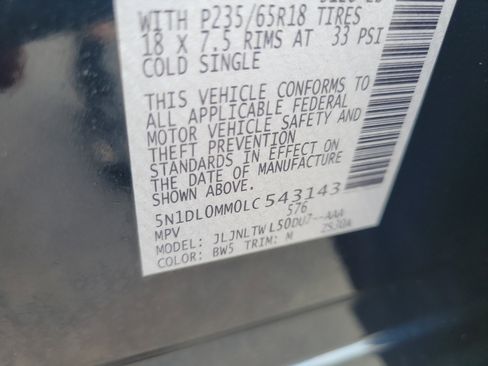 WITH P235/65R18 TIRES
18 X 7.5 RIMS AT 33 PSI
COLD SINGLE
THIS VEHICLE CONFORMS TO
ALL APPLICABLE FEDERAL
MOTOR VEHICLE SAFETY AND
THEFT PREVENTION
STANDARDS IN EFFECT ON
THE DATE OF MANUFACTURE
SHOWN ABOVE.
5N1DL0MM0LC543143
MPV 576
MODEL: JLJNLTW L50DU7--AAA
COLOR: BW5 TRIM: M